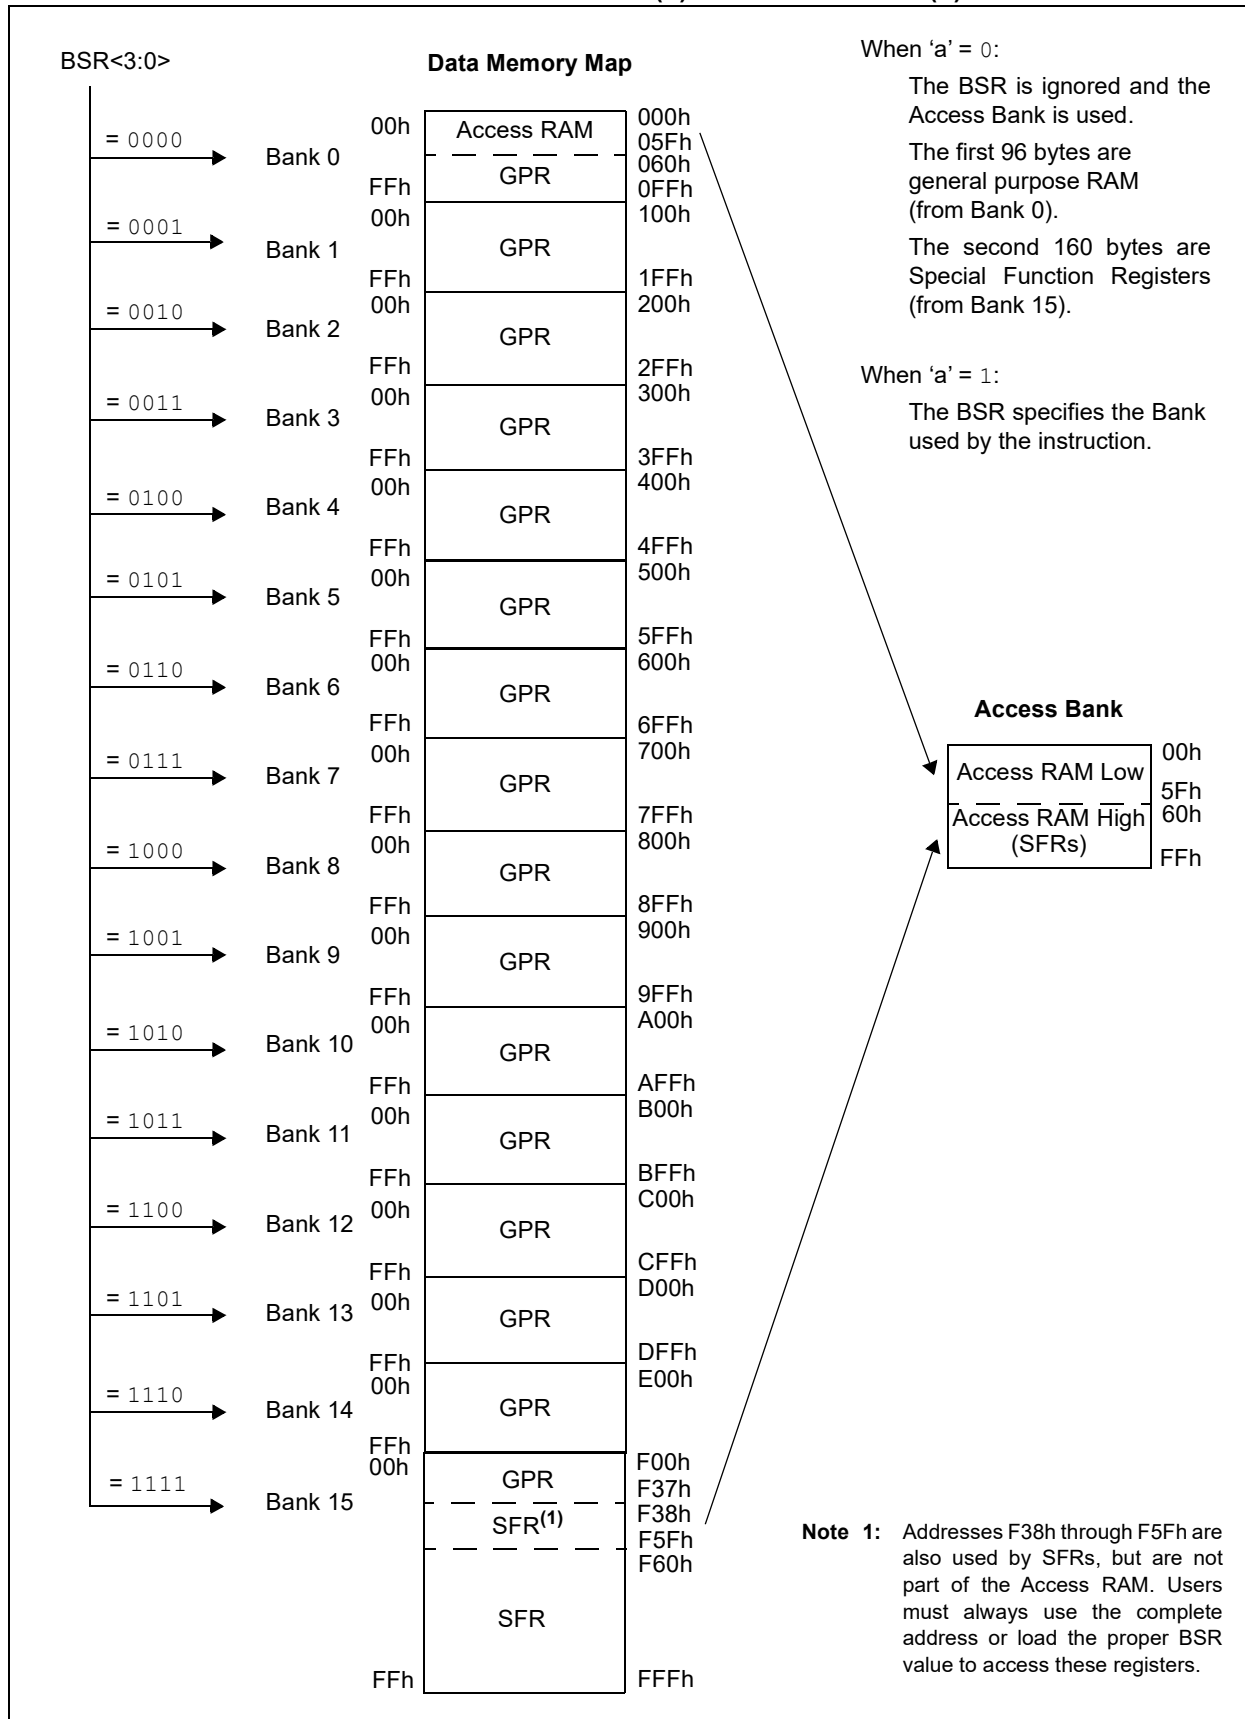 BSR<3:0>
Data Memory Map
When ‘a’ = 0:
The BSR is ignored and the
Access Bank is used.
The first 96 bytes are
general purpose RAM
(from Bank 0).
The second 160 bytes are
Special Function Registers
(from Bank 15).
When ‘a’ = 1:
The BSR specifies the Bank
used by the instruction.
= 0000
Bank 0
00h
Access RAM
000h
05Fh
060h
GPR
FFh
0FFh
= 0001
Bank 1
00h
100h
GPR
FFh
1FFh
= 0010
Bank 2
00h
200h
GPR
FFh
2FFh
= 0011
Bank 3
00h
300h
GPR
FFh
3FFh
= 0100
Bank 4
00h
400h
GPR
FFh
4FFh
= 0101
Bank 5
00h
500h
GPR
FFh
5FFh
= 0110
Bank 6
00h
600h
GPR
FFh
6FFh
= 0111
Bank 7
00h
700h
GPR
FFh
7FFh
= 1000
Bank 8
00h
800h
GPR
FFh
8FFh
= 1001
Bank 9
00h
900h
GPR
FFh
9FFh
= 1010
Bank 10
00h
A00h
GPR
FFh
AFFh
= 1011
Bank 11
00h
B00h
GPR
FFh
BFFh
= 1100
Bank 12
00h
C00h
GPR
FFh
CFFh
= 1101
Bank 13
00h
D00h
GPR
FFh
DFFh
= 1110
Bank 14
00h
E00h
GPR
FFh
= 1111
Bank 15
00h
F00h
GPR
F37h
F38h
SFR(1)
F5Fh
F60h
SFR
FFh
FFFh
Access Bank
Access RAM Low
00h
5Fh
Access RAM High
60h
(SFRs)
FFh
Note 1: Addresses F38h through F5Fh are
also used by SFRs, but are not
part of the Access RAM. Users
must always use the complete
address or load the proper BSR
value to access these registers.